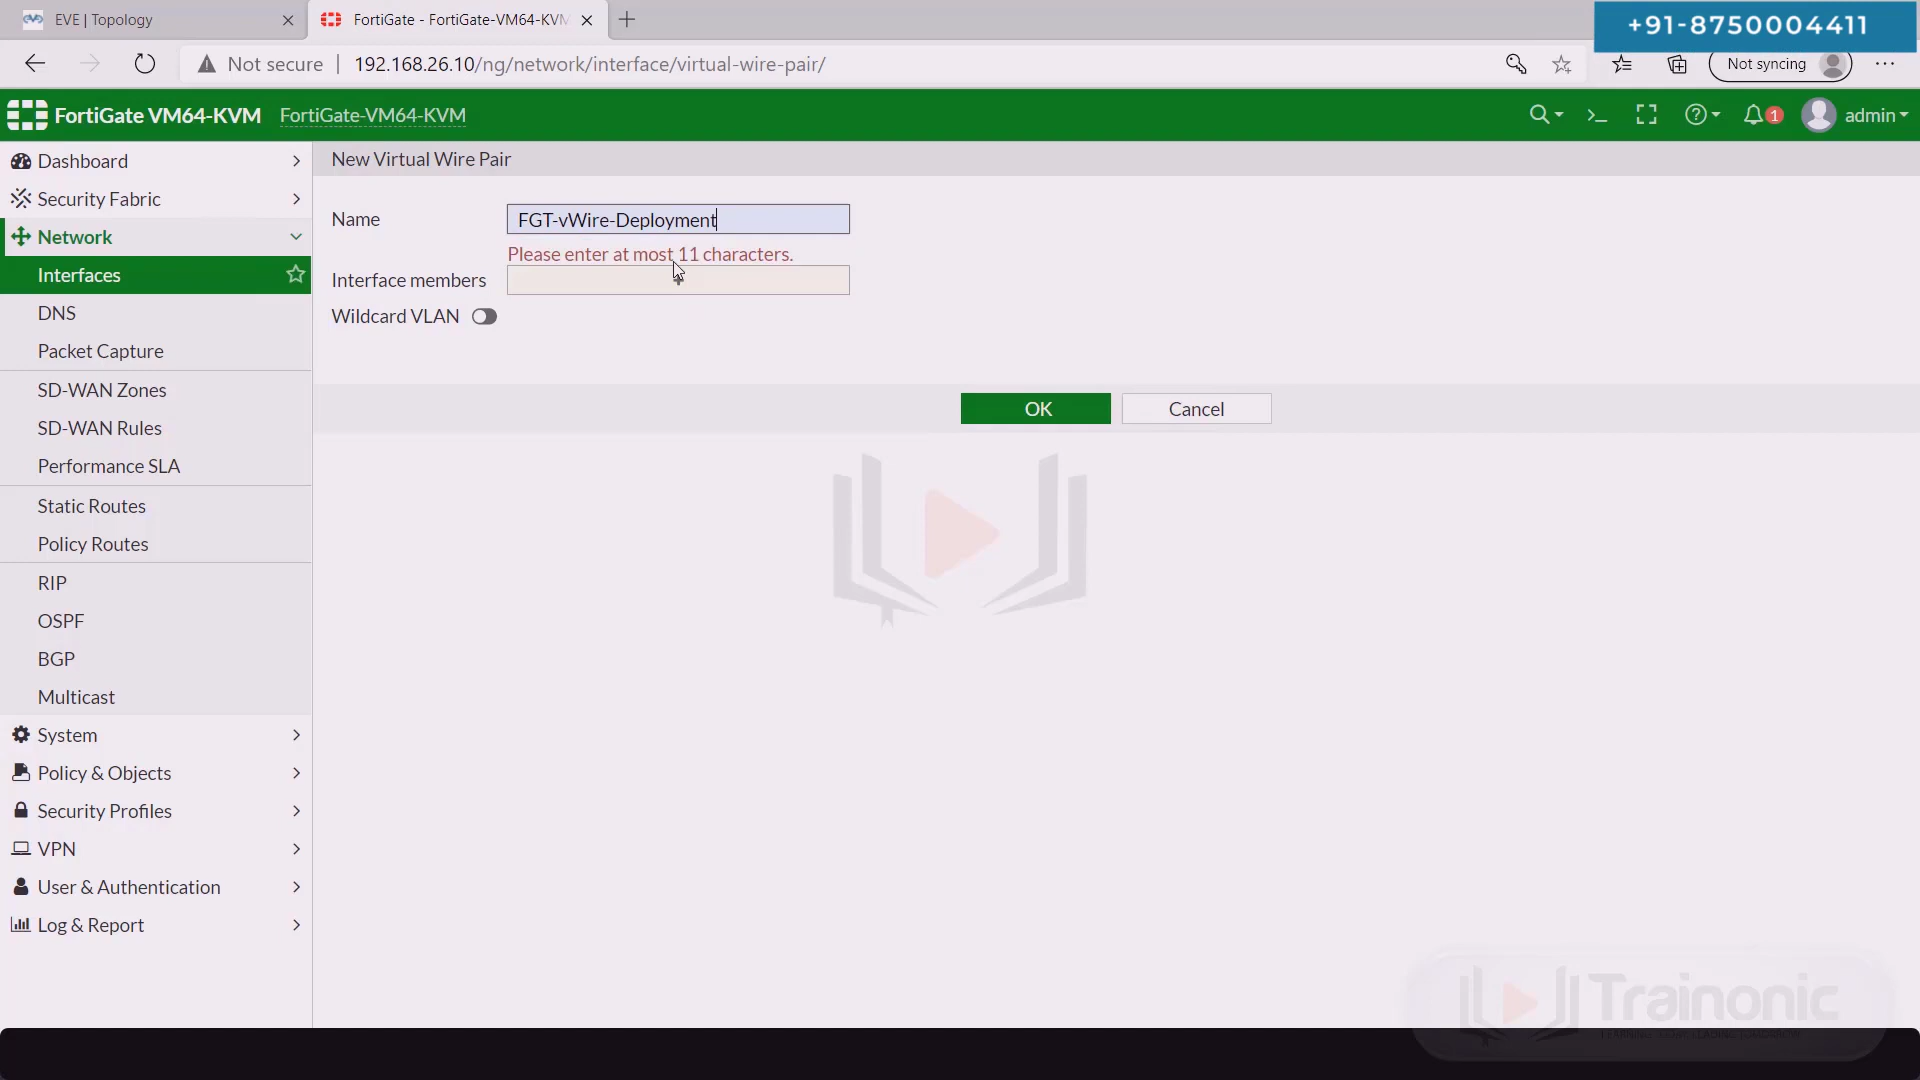 EVE | Topology
FortiGate - FortiGate-VM64-KVM
+91-8750004411
Not secure
192.168.26.10/ng/network/interface/virtual-wire-pair/
Not syncing
FortiGate VM64-KVM
FortiGate-VM64-KVM
1
admin
Dashboard
Security Fabric
Network
Interfaces
DNS
Packet Capture
SD-WAN Zones
SD-WAN Rules
Performance SLA
Static Routes
Policy Routes
RIP
OSPF
BGP
Multicast
System
Policy & Objects
Security Profiles
VPN
User & Authentication
Log & Report
New Virtual Wire Pair
Name
FGT-vWire-Deployment
Please enter at most 11 characters.
Interface members
+
Wildcard VLAN
OK
Cancel
Trainonic